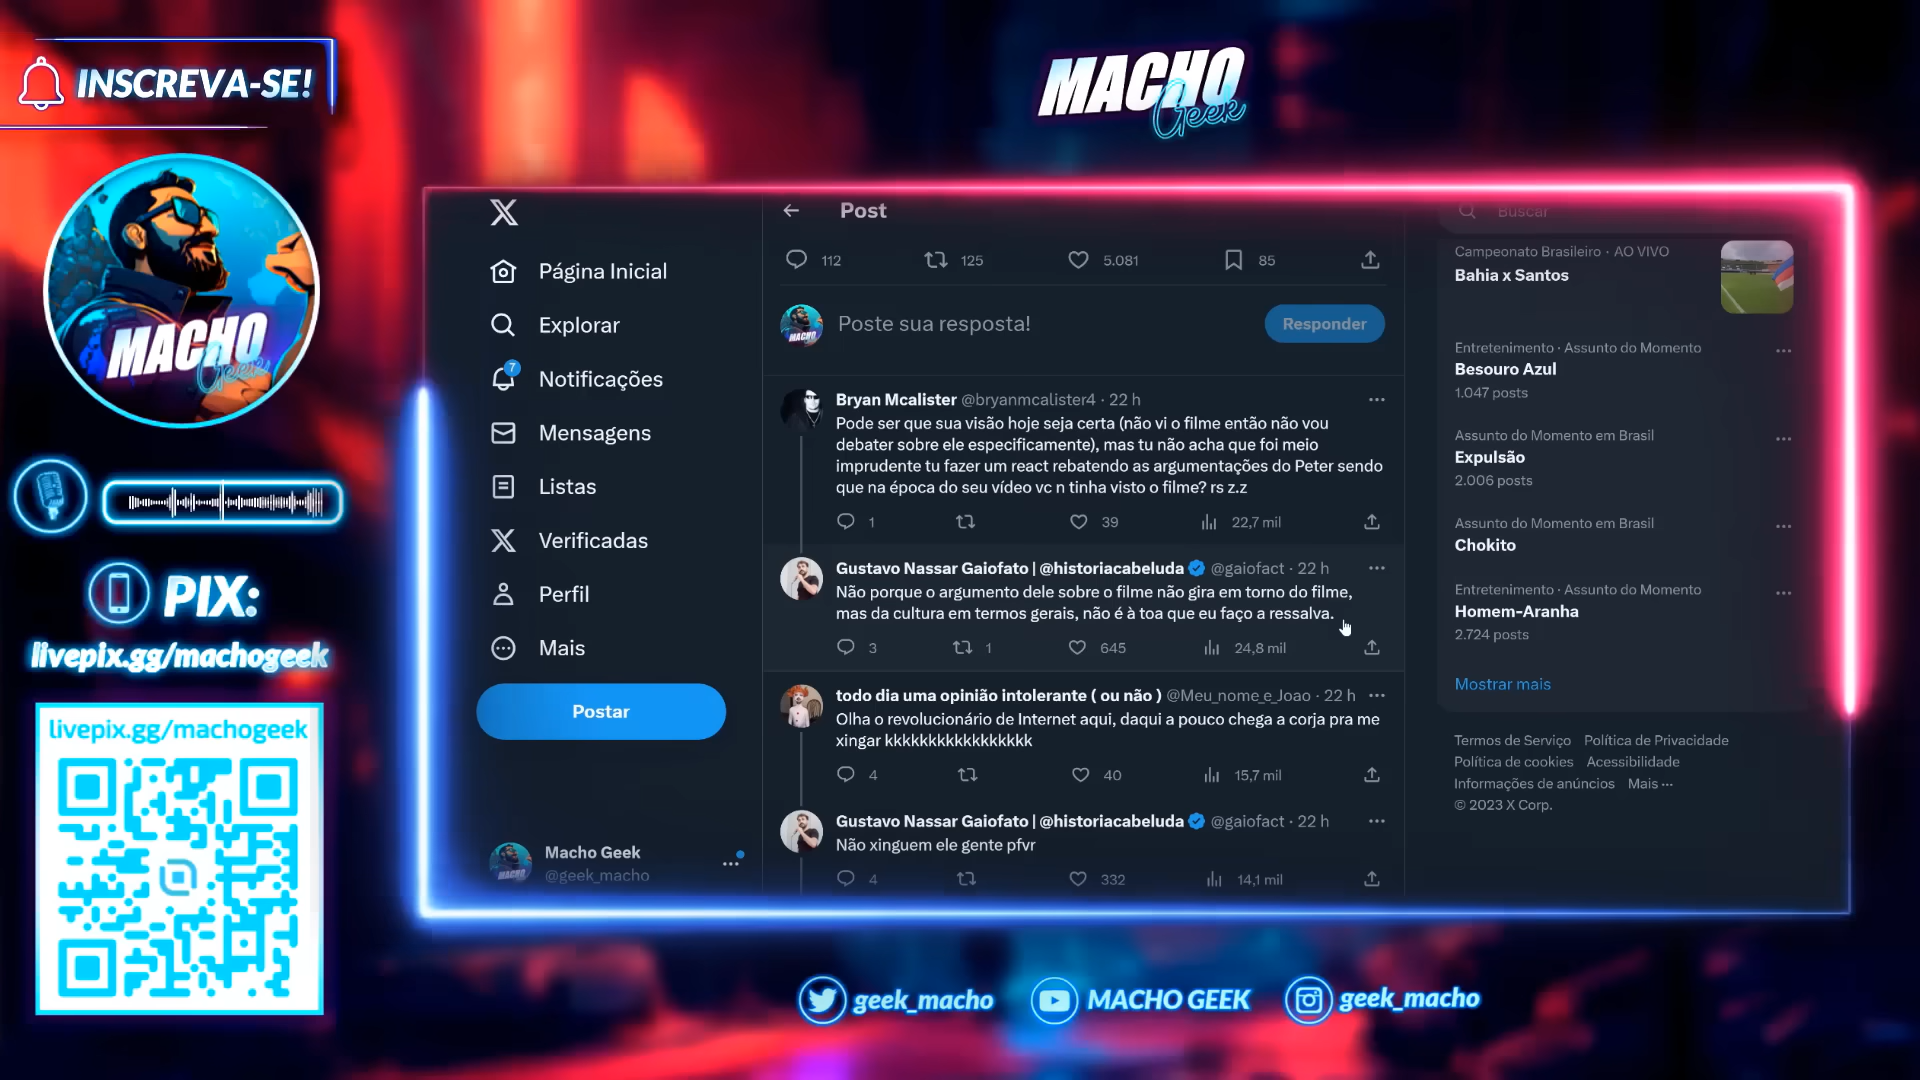 INSCREVA-SE!
MACHO
Geek
MACHO
Geek
PIX:
livepix.gg/machogeek
livepix.gg/machogeek
Página Inicial
Explorar
7
Notificações
Mensagens
Listas
Verificadas
Perfil
Mais
Postar
Macho Geek
@geek_macho
Post
112 125 5.081 85
MACHO
Poste sua resposta!
Responder
Bryan Mcalister @bryanmcalister4 · 22 h
Pode ser que sua visão hoje seja certa (não vi o filme então não vou
debater sobre ele especificamente), mas tu não acha que foi meio
imprudente tu fazer um react rebatendo as argumentações do Peter sendo
que na época do seu vídeo vc n tinha visto o filme? rs z.z
1 39 22,7 mil
Gustavo Nassar Gaiofato | @historiacabeluda @gaiofact · 22 h
Não porque o argumento dele sobre o filme não gira em torno do filme,
mas da cultura em termos gerais, não é à toa que eu faço a ressalva.
3 1 645 24,8 mil
todo dia uma opinião intolerante ( ou não ) @Meu_nome_e_Joao · 22 h
Olha o revolucionário de Internet aqui, daqui a pouco chega a corja pra me
xingar kkkkkkkkkkkkkkkkk
4 40 15,7 mil
Gustavo Nassar Gaiofato | @historiacabeluda @gaiofact · 22 h
Não xinguem ele gente pfvr
4 332 14,1 mil
Buscar
Campeonato Brasileiro · AO VIVO
Bahia x Santos
Entretenimento · Assunto do Momento
Besouro Azul
1.047 posts
Assunto do Momento em Brasil
Expulsão
2.006 posts
Assunto do Momento em Brasil
Chokito
Entretenimento · Assunto do Momento
Homem-Aranha
2.724 posts
Mostrar mais
Termos de Serviço Política de Privacidade
Política de cookies Acessibilidade
Informações de anúncios Mais ···
© 2023 X Corp.
geek_macho MACHO GEEK geek_macho